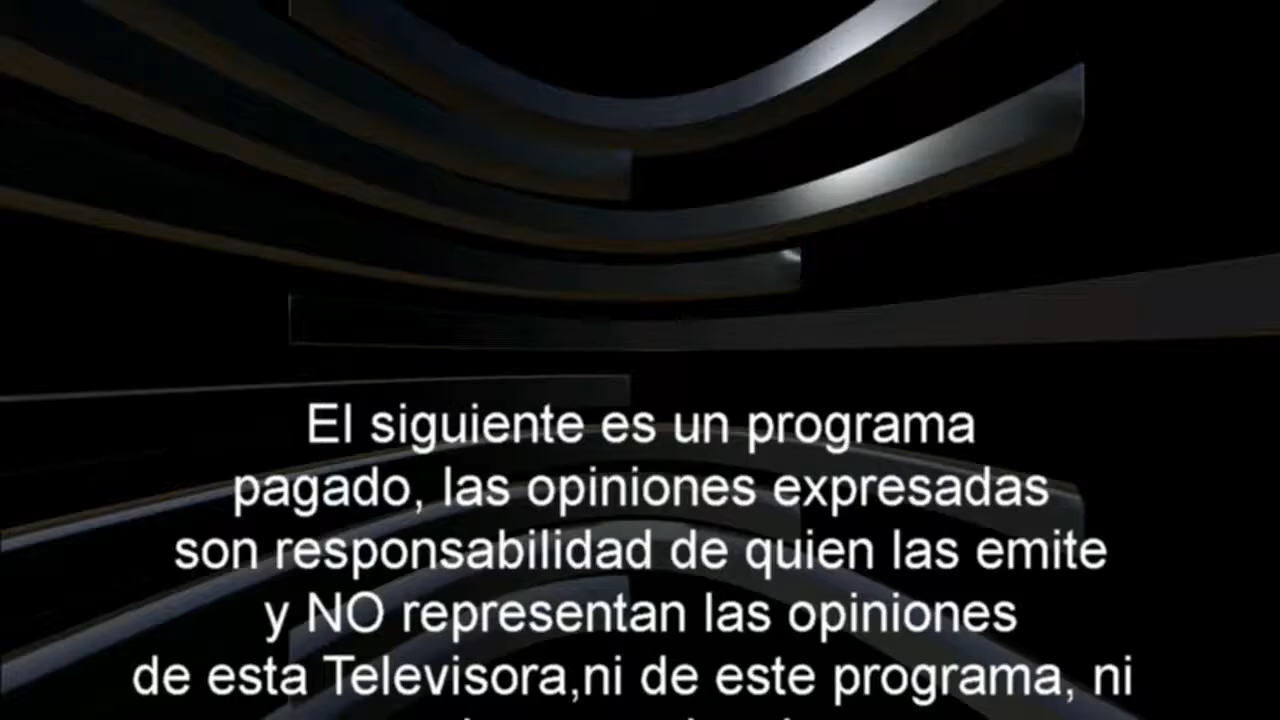 El siguiente es un programa
pagado, las opiniones expresadas
son responsabilidad de quien las emite
y NO representan las opiniones
de esta Televisora,ni de este programa, ni